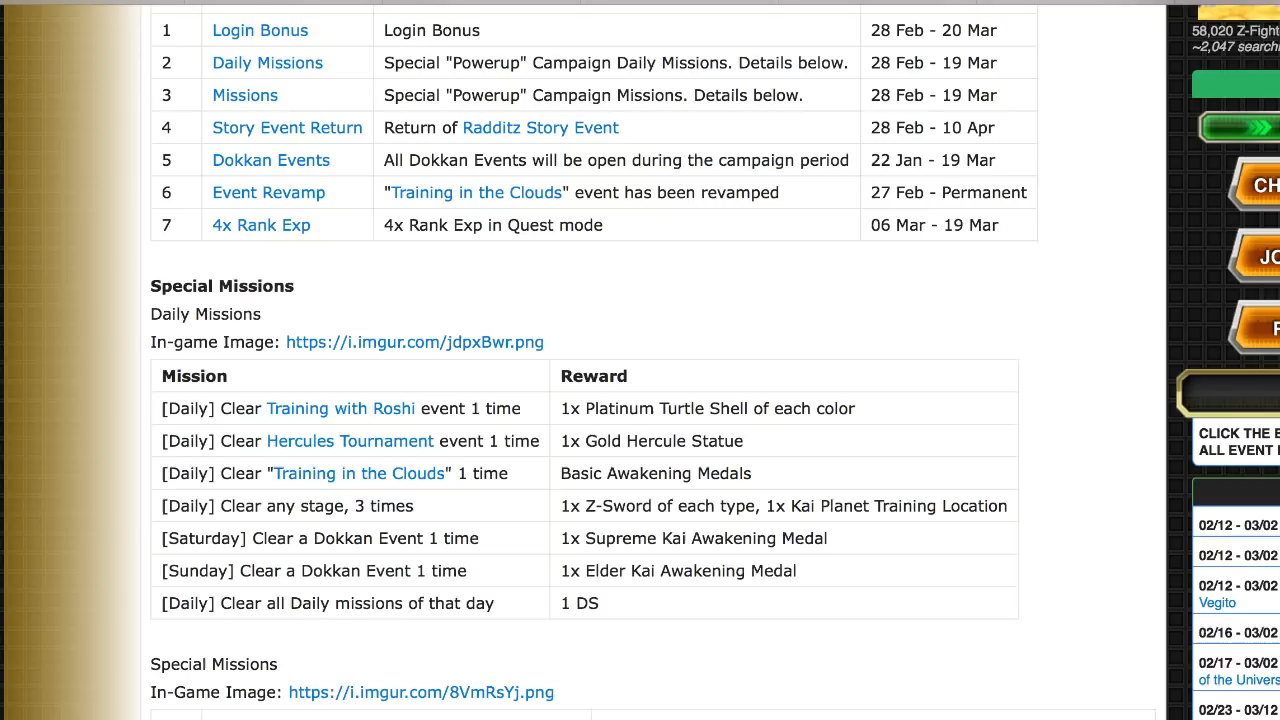 1 Login Bonus Login Bonus 28 Feb - 20 Mar
2 Daily Missions Special "Powerup" Campaign Daily Missions. Details below. 28 Feb - 19 Mar
3 Missions Special "Powerup" Campaign Missions. Details below. 28 Feb - 19 Mar
4 Story Event Return Return of Radditz Story Event 28 Feb - 10 Apr
5 Dokkan Events All Dokkan Events will be open during the campaign period 22 Jan - 19 Mar
6 Event Revamp "Training in the Clouds" event has been revamped 27 Feb - Permanent
7 4x Rank Exp 4x Rank Exp in Quest mode 06 Mar - 19 Mar
Special Missions
Daily Missions
In-game Image: https://i.imgur.com/jdpxBwr.png
Mission Reward
[Daily] Clear Training with Roshi event 1 time 1x Platinum Turtle Shell of each color
[Daily] Clear Hercules Tournament event 1 time 1x Gold Hercule Statue
[Daily] Clear "Training in the Clouds" 1 time Basic Awakening Medals
[Daily] Clear any stage, 3 times 1x Z-Sword of each type, 1x Kai Planet Training Location
[Saturday] Clear a Dokkan Event 1 time 1x Supreme Kai Awakening Medal
[Sunday] Clear a Dokkan Event 1 time 1x Elder Kai Awakening Medal
[Daily] Clear all Daily missions of that day 1 DS
Special Missions
In-Game Image: https://i.imgur.com/8VmRsYj.png
58,020 Z-Fight
~2,047 searchi
CH
JO
CLICK THE E
ALL EVENT
02/12 - 03/02
02/12 - 03/02
02/12 - 03/02
Vegito
02/16 - 03/02
02/17 - 03/02
of the Univers
02/23 - 03/12